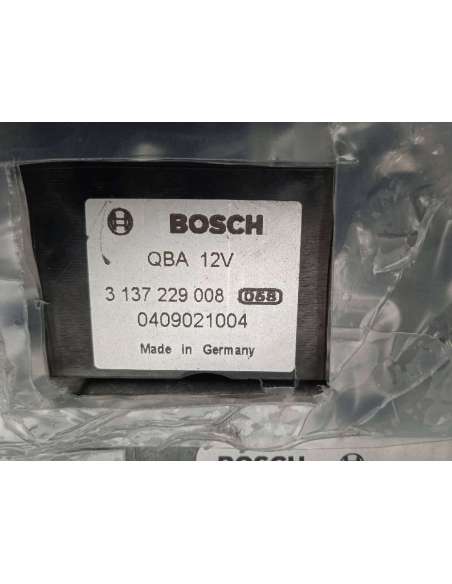 BOSCH
QBA 12V
3 137 229 008 068
0409021004
Made in Germany
BOSCH